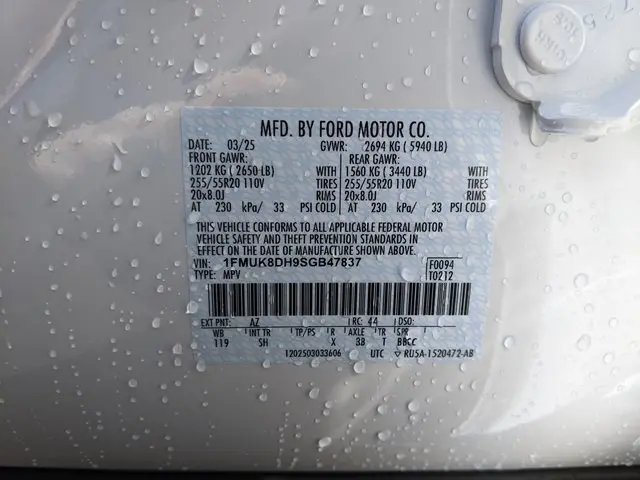 MFD. BY FORD MOTOR CO.
DATE: 03/25 GVWR: 2694 KG ( 5940 LB)
FRONT GAWR: REAR GAWR:
1202 KG ( 2650 LB) WITH 1560 KG ( 3440 LB) WITH
255/55R20 110V TIRES 255/55R20 110V TIRES
20x8.0J RIMS 20x8.0J RIMS
AT 230 kPa/ 33 PSI COLD AT 230 kPa/ 33 PSI COLD
THIS VEHICLE CONFORMS TO ALL APPLICABLE FEDERAL MOTOR
VEHICLE SAFETY AND THEFT PREVENTION STANDARDS IN
EFFECT ON THE DATE OF MANUFACTURE SHOWN ABOVE.
VIN: 1FMUK8DH9SGB47837 F0094
TYPE: MPV T0212
EXT PNT: AZ RC: 44 DSO:
WB INT TR TP/PS R AXLE TR SPR
119 SH X 38 T BBCC
1202503033606 UTC RU5A-1520472-AB
725